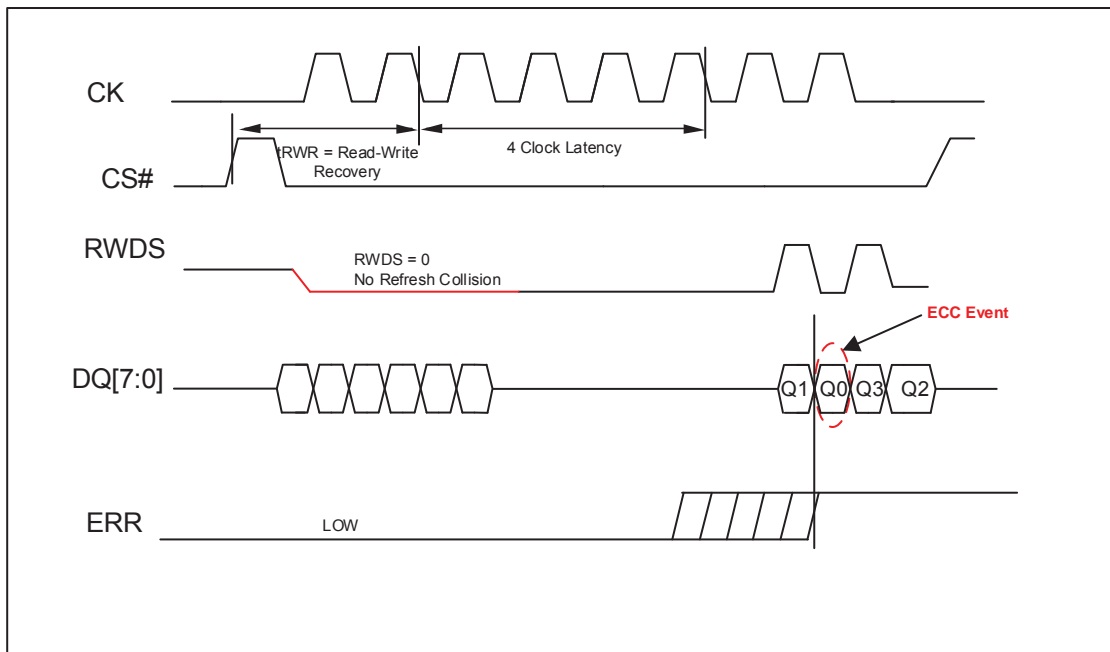 CK
tRWR = Read-Write
Recovery
4 Clock Latency
CS#
RWDS
RWDS = 0
No Refresh Collision
ECC Event
DQ[7:0]
Q1
Q0
Q3
Q2
ERR
LOW